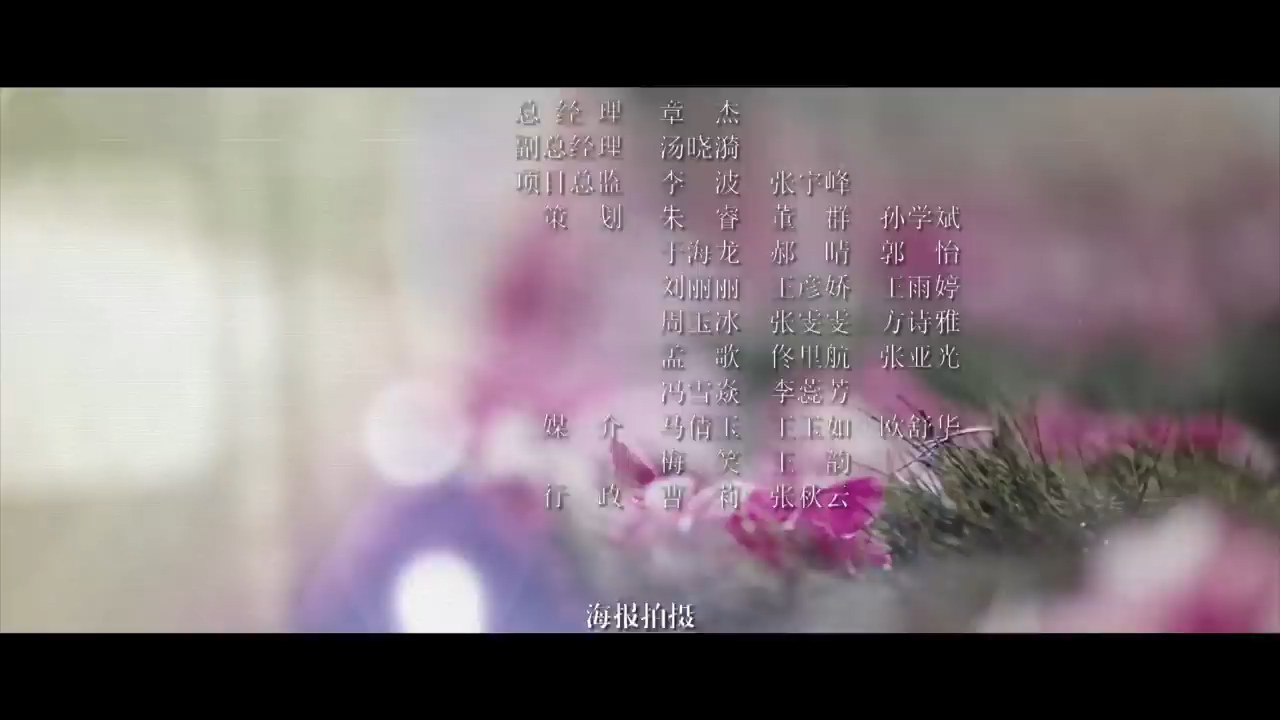 总经理 章杰
副总经理 汤晓漪
项目总监 李波 张宇峰
策划 朱睿 董群 孙学斌
于海龙 郝晴 郭怡
刘丽丽 王彦娇 王雨婷
周玉冰 张雯雯 方诗雅
孟歌 佟里航 张亚光
冯雪焱 李蕊芳
媒介 马倩玉 王玉如 欧舒华
梅笑 王韵
行政 曹莉 张秋云
海报拍摄